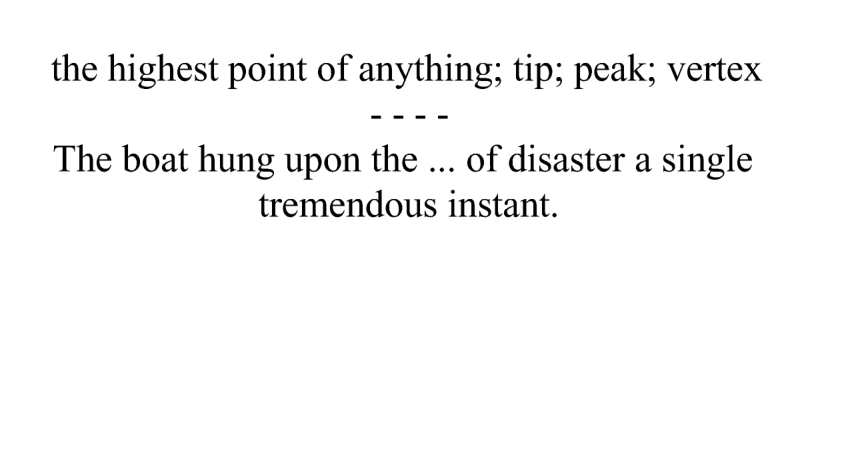 the highest point of anything; tip; peak; vertex
- - - -
The boat hung upon the ... of disaster a single
tremendous instant.